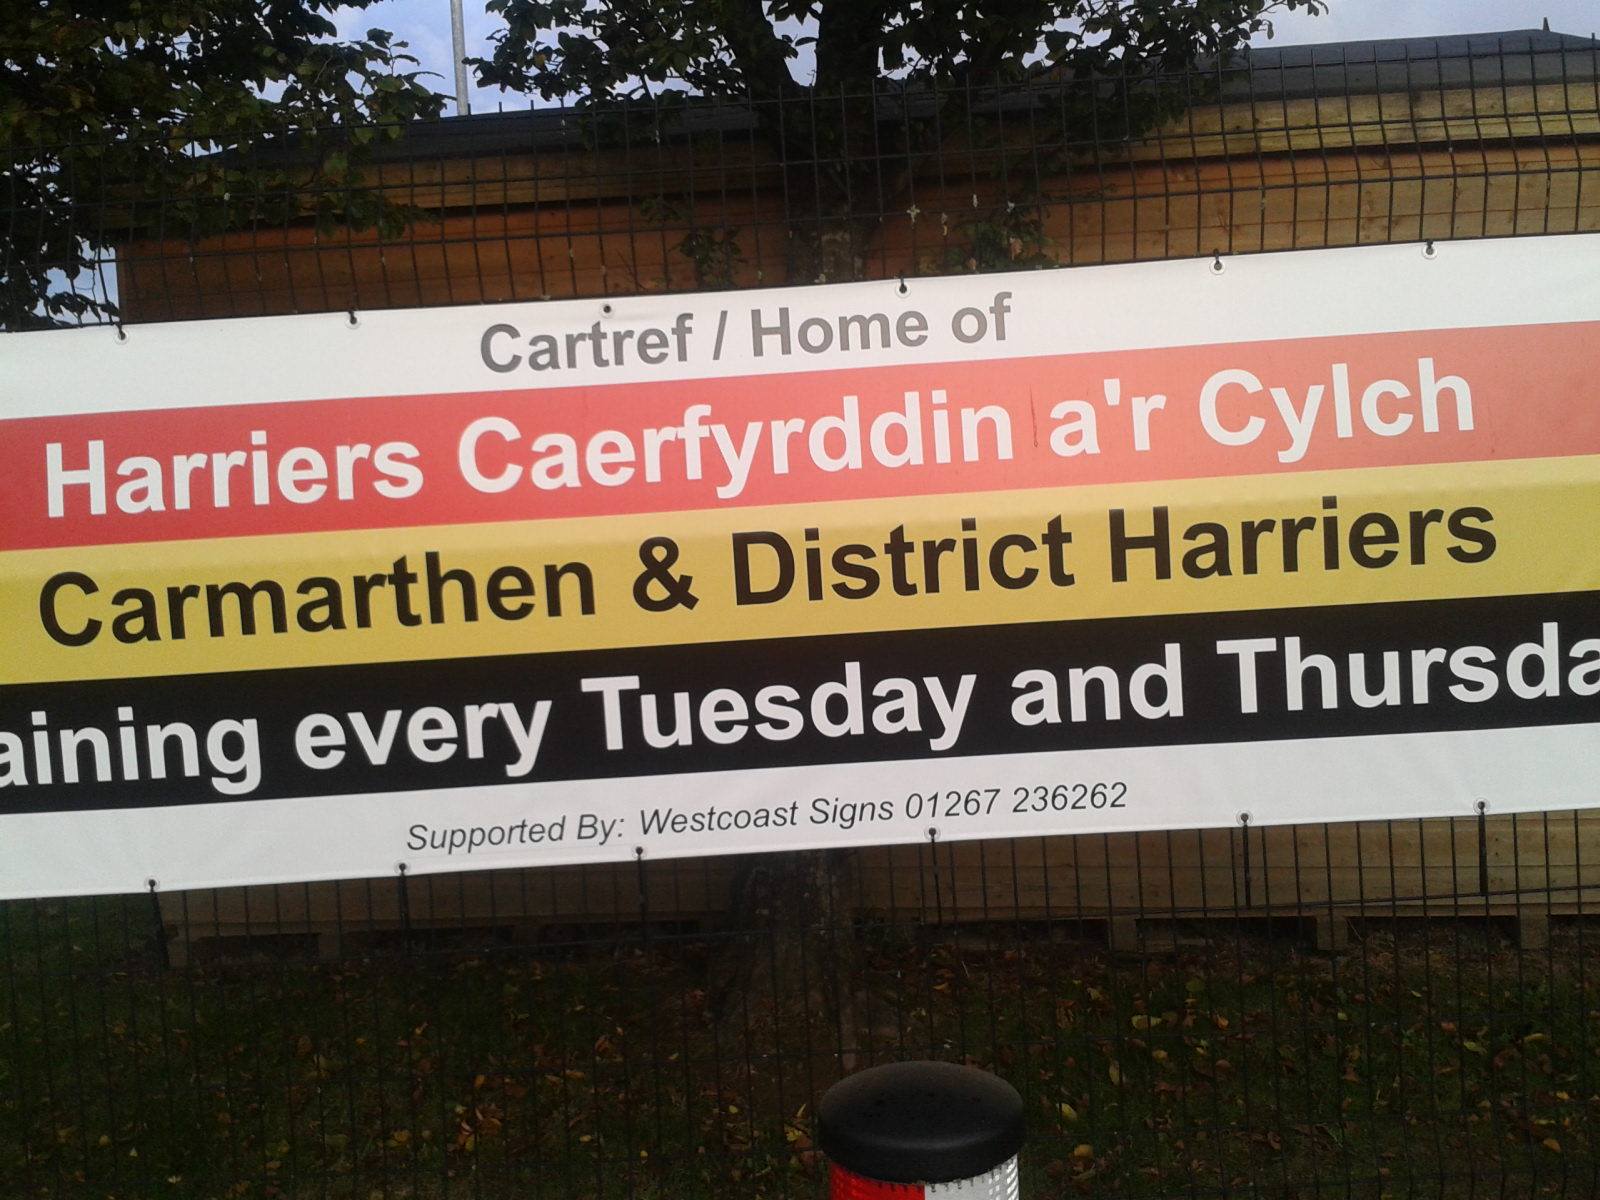 Cartref / Home of
Harriers Caerfyrddin a'r Cylch
Carmarthen & District Harriers
aining every Tuesday and Thursda
Supported By: Westcoast Signs 01267 236262